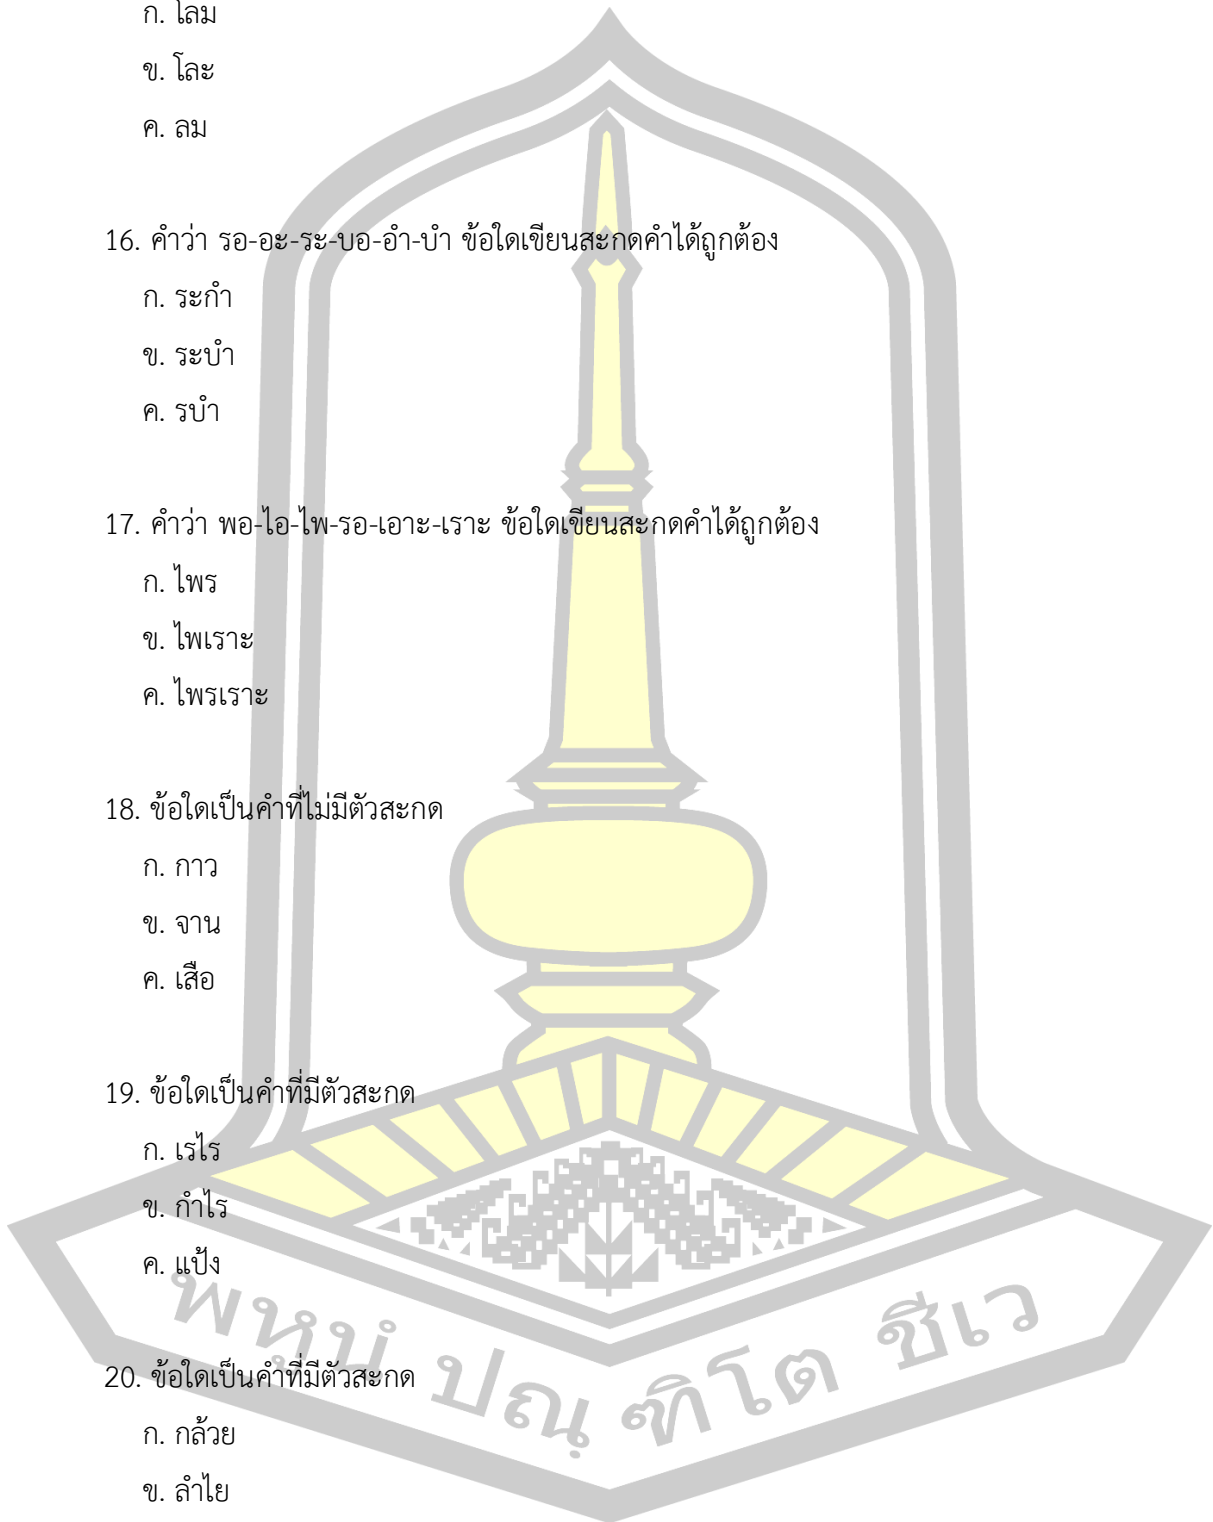 ก. โลม
ข. โละ
ค. ลม
16. คำว่า รอ-อะ-ระ-บอ-อำ-บำ ข้อใดเขียนสะกดคำได้ถูกต้อง
ก. ระกำ
ข. ระบำ
ค. รบำ
17. คำว่า พอ-ไอ-ไพ-รอ-เอาะ-เราะ ข้อใดเขียนสะกดคำได้ถูกต้อง
ก. ไพร
ข. ไพเราะ
ค. ไพรเราะ
18. ข้อใดเป็นคำที่ไม่มีตัวสะกด
ก. กาว
ข. จาน
ค. เสือ
19. ข้อใดเป็นคำที่มีตัวสะกด
ก. เรไร
ข. กำไร
ค. แป้ง
พหูนํ ปณฺ ฑิโต ชีเว
20. ข้อใดเป็นคำที่มีตัวสะกด
ก. กล้วย
ข. ลำไย